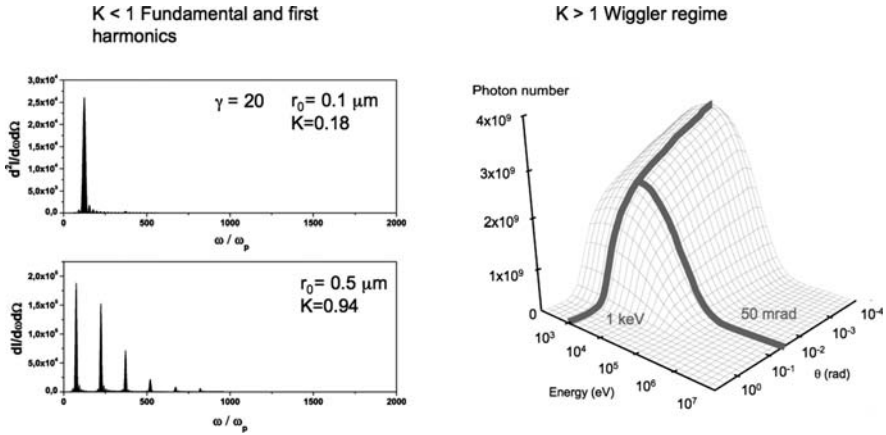 K < 1 Fundamental and first
harmonics
K > 1 Wiggler regime
3,0x10⁴
2,5x10⁴
2,0x10⁴
1,5x10⁴
1,0x10⁴
5,0x10³
0,0
d²I/dωdΩ
γ = 20
r₀= 0.1 μm
K=0.18
0
500
1000
1500
2000
ω / ωₚ
2,0x10⁵
1,5x10⁵
1,0x10⁵
0,0
dI/dωdΩ
r₀= 0.5 μm
K=0.94
0
500
1000
1500
2000
ω / ωₚ
Photon number
4x10⁹
3x10⁹
2x10⁹
1x10⁹
0
1 keV
50 mrad
10³
10⁴
10⁵
10⁶
10⁷
Energy (eV)
10⁰
10⁻¹
10⁻²
10⁻³
10⁻⁴
θ (rad)